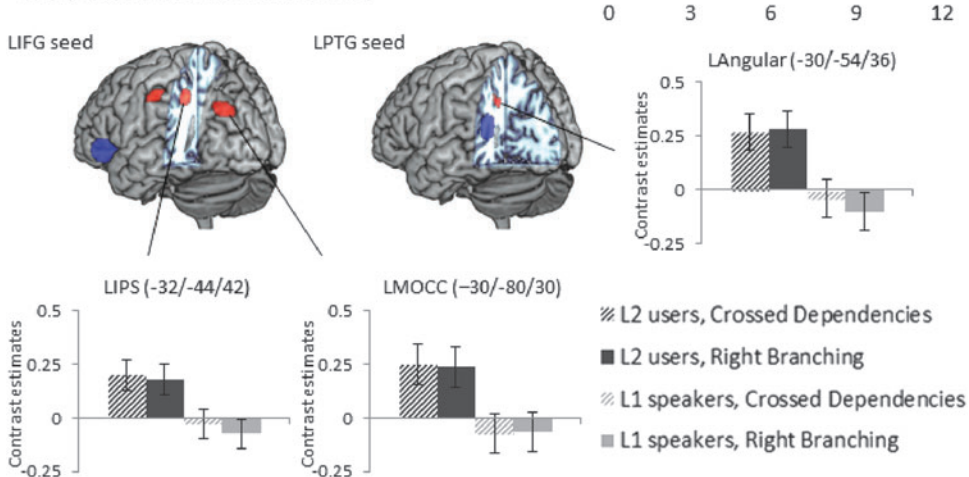 0 3 6 9 12
LIFG seed
LPTG seed
LAngular (-30/-54/36)
Contrast estimates
0.5
0.25
0
-0.25
LIPS (-32/-44/42)
Contrast estimates
0.5
0.25
0
-0.25
LMOCC (−30/-80/30)
Contrast estimates
0.5
0.25
0
-0.25
L2 users, Crossed Dependencies
L2 users, Right Branching
L1 speakers, Crossed Dependencies
L1 speakers, Right Branching